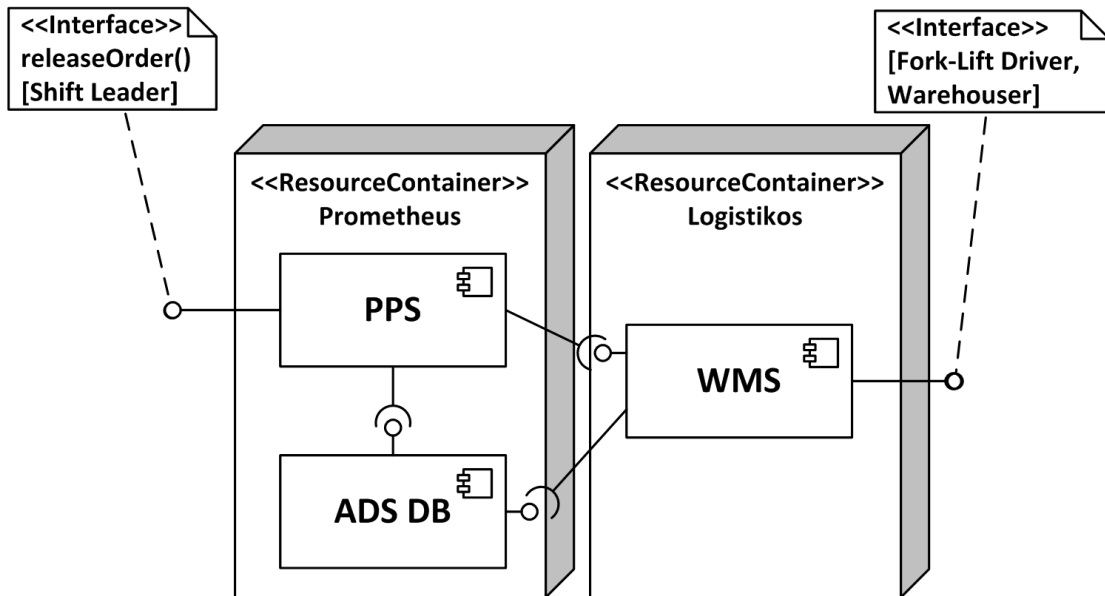 <<Interface>>
releaseOrder()
[Shift Leader]
<<Interface>>
[Fork-Lift Driver,
Warehouser]
<<ResourceContainer>>
Prometheus
<<ResourceContainer>>
Logistikos
PPS
WMS
ADS DB